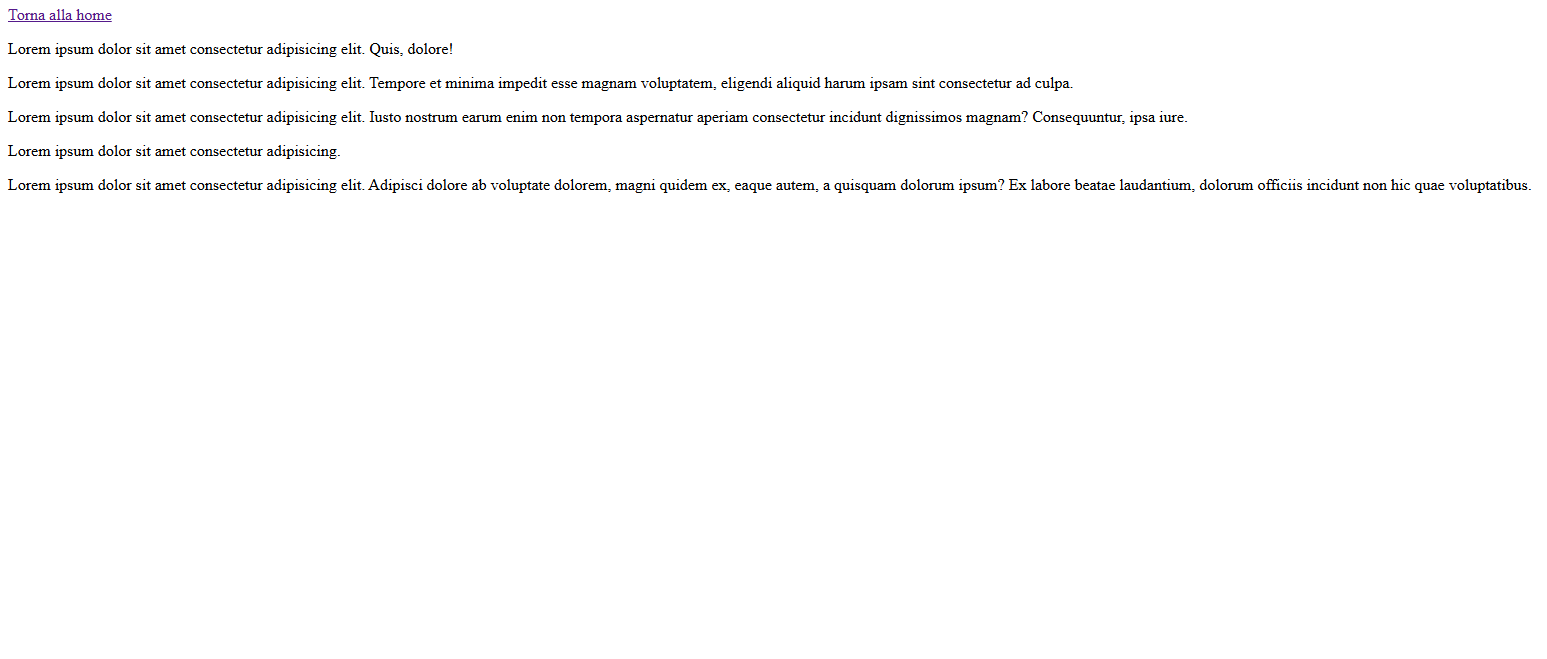 Torna alla home
Lorem ipsum dolor sit amet consectetur adipisicing elit. Quis, dolore!
Lorem ipsum dolor sit amet consectetur adipisicing elit. Tempore et minima impedit esse magnam voluptatem, eligendi aliquid harum ipsam sint consectetur ad culpa.
Lorem ipsum dolor sit amet consectetur adipisicing elit. Iusto nostrum earum enim non tempora aspernatur aperiam consectetur incidunt dignissimos magnam? Consequuntur, ipsa iure.
Lorem ipsum dolor sit amet consectetur adipisicing.
Lorem ipsum dolor sit amet consectetur adipisicing elit. Adipisci dolore ab voluptate dolorem, magni quidem ex, eaque autem, a quisquam dolorum ipsum? Ex labore beatae laudantium, dolorum officiis incidunt non hic quae voluptatibus.